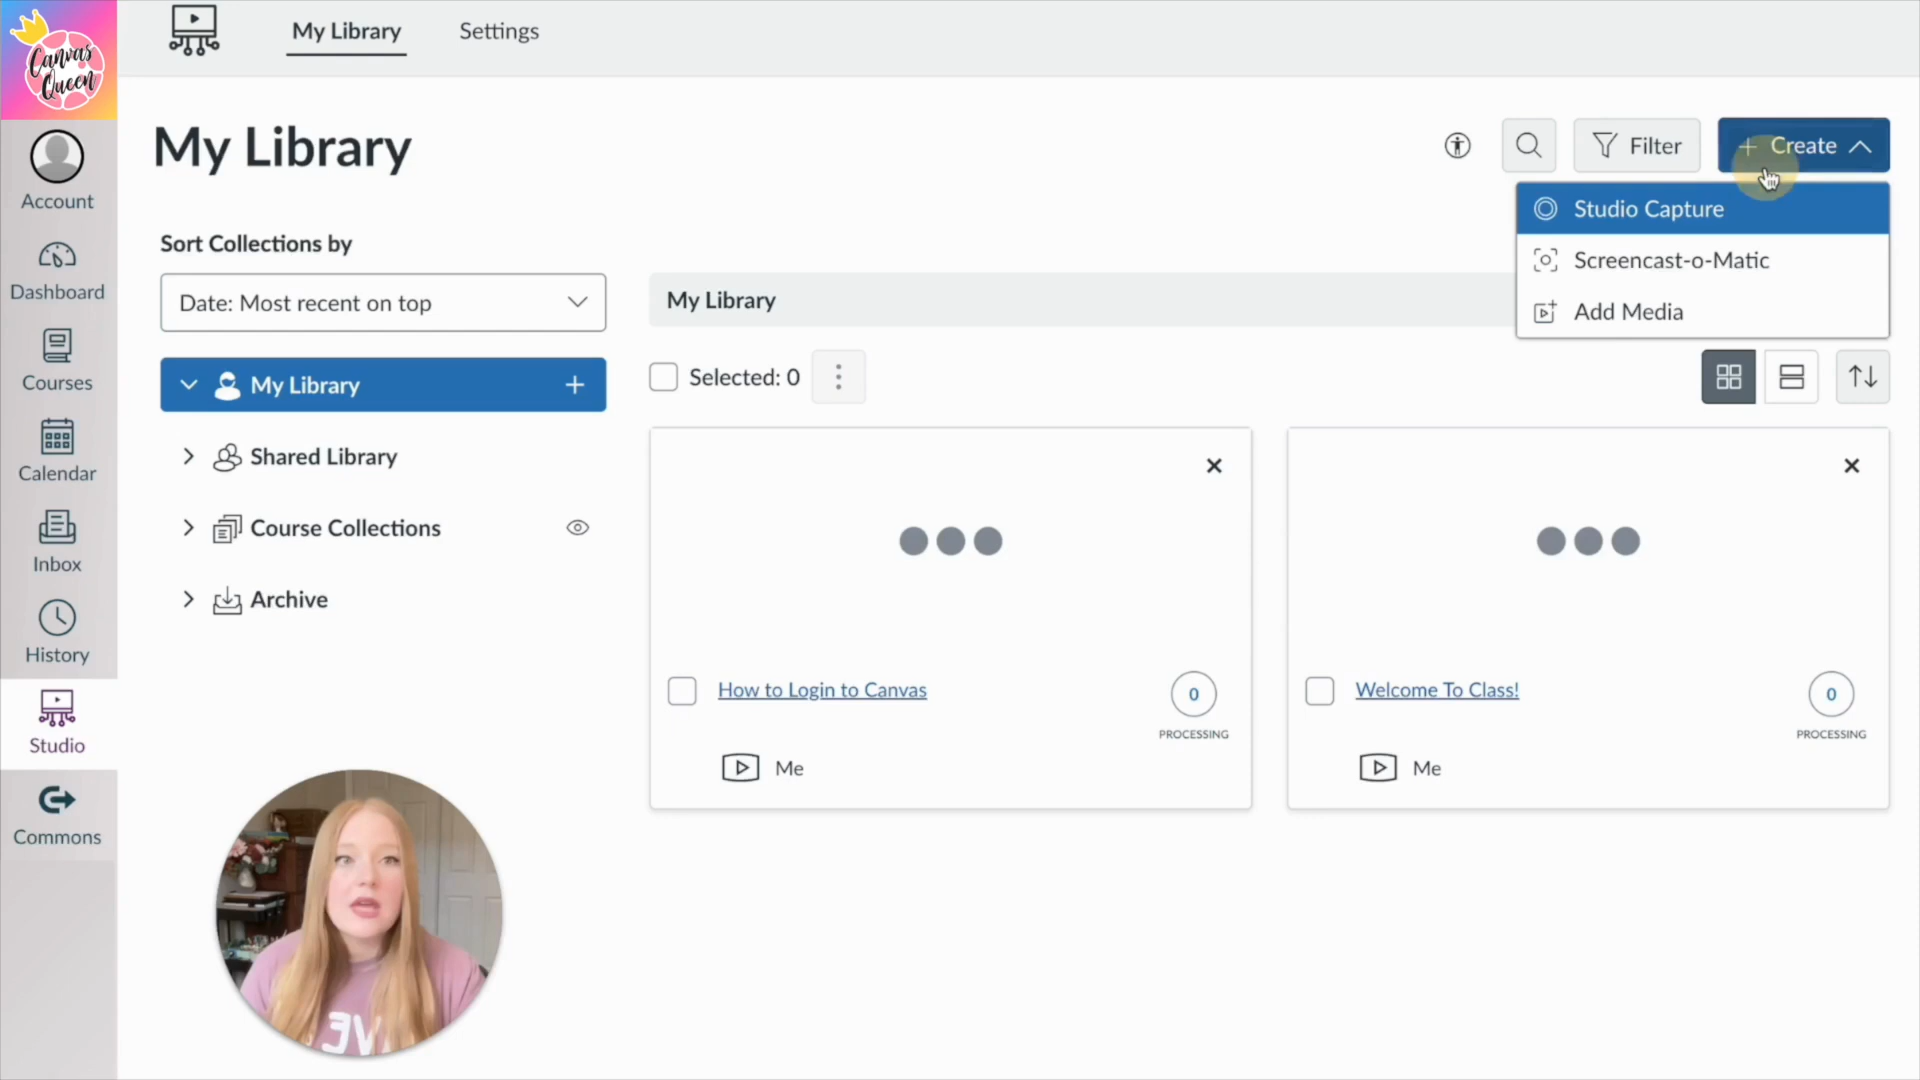 Canvas
Queen
My Library
Settings
Account
Dashboard
Courses
Calendar
Inbox
History
Studio
Commons
My Library
Filter
+ Create
Studio Capture
Screencast-o-Matic
Add Media
Sort Collections by
Date: Most recent on top
My Library +
Shared Library
Course Collections
Archive
My Library
Selected: 0
How to Login to Canvas
0
PROCESSING
Me
Welcome To Class!
0
PROCESSING
Me